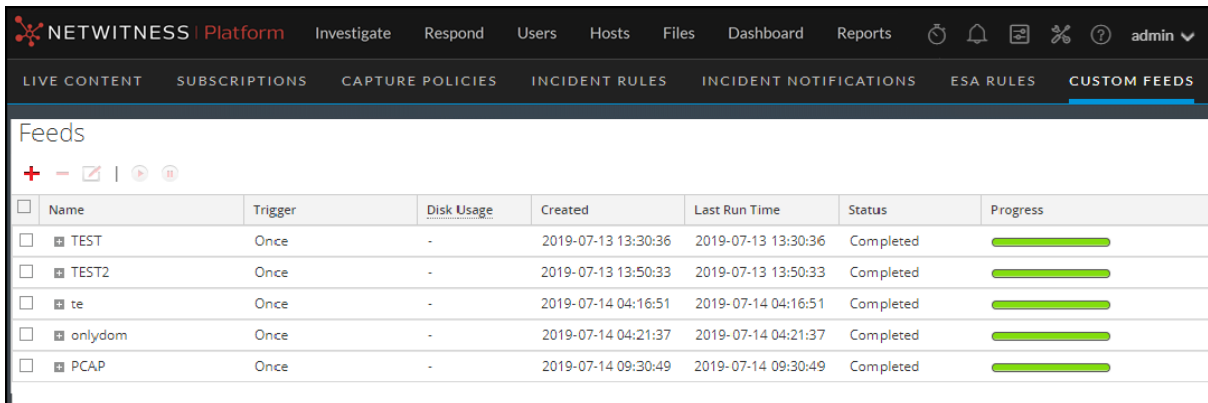 NETWITNESS Platform Investigate Respond Users Hosts Files Dashboard Reports ? admin
LIVE CONTENT SUBSCRIPTIONS CAPTURE POLICIES INCIDENT RULES INCIDENT NOTIFICATIONS ESA RULES CUSTOM FEEDS
Feeds
Name Trigger Disk Usage Created Last Run Time Status Progress
TEST Once - 2019-07-13 13:30:36 2019-07-13 13:30:36 Completed
TEST2 Once - 2019-07-13 13:50:33 2019-07-13 13:50:33 Completed
te Once - 2019-07-14 04:16:51 2019-07-14 04:16:51 Completed
onlydom Once - 2019-07-14 04:21:37 2019-07-14 04:21:37 Completed
PCAP Once - 2019-07-14 09:30:49 2019-07-14 09:30:49 Completed